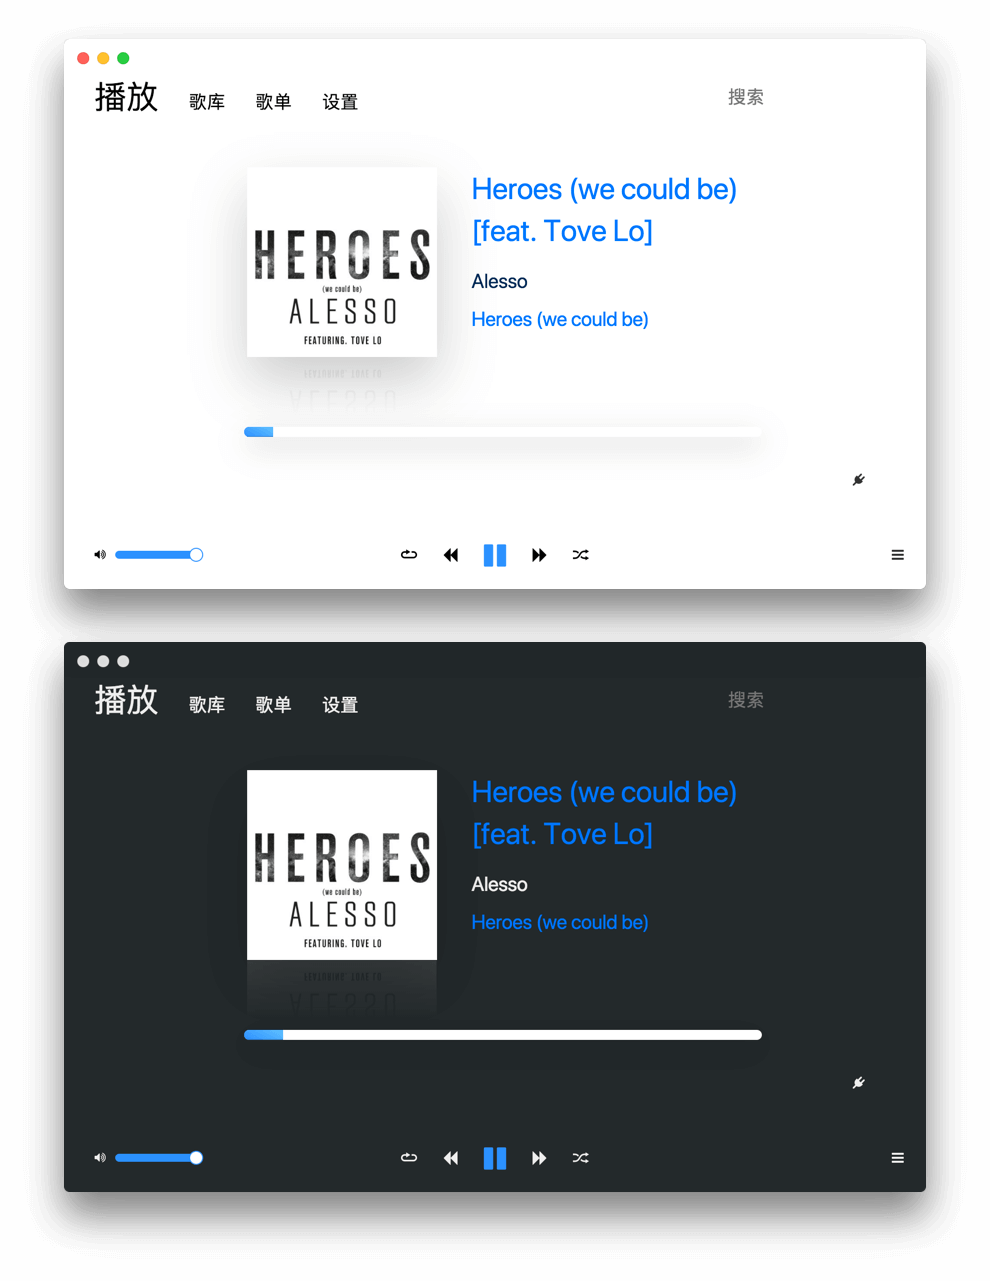 播放 歌库 歌单 设置 搜索
Heroes (we could be)
[feat. Tove Lo]
Alesso
Heroes (we could be)
HEROES
(we could be)
ALESSO
FEATURING. TOVE LO
播放 歌库 歌单 设置 搜索
Heroes (we could be)
[feat. Tove Lo]
Alesso
Heroes (we could be)
HEROES
(we could be)
ALESSO
FEATURING. TOVE LO